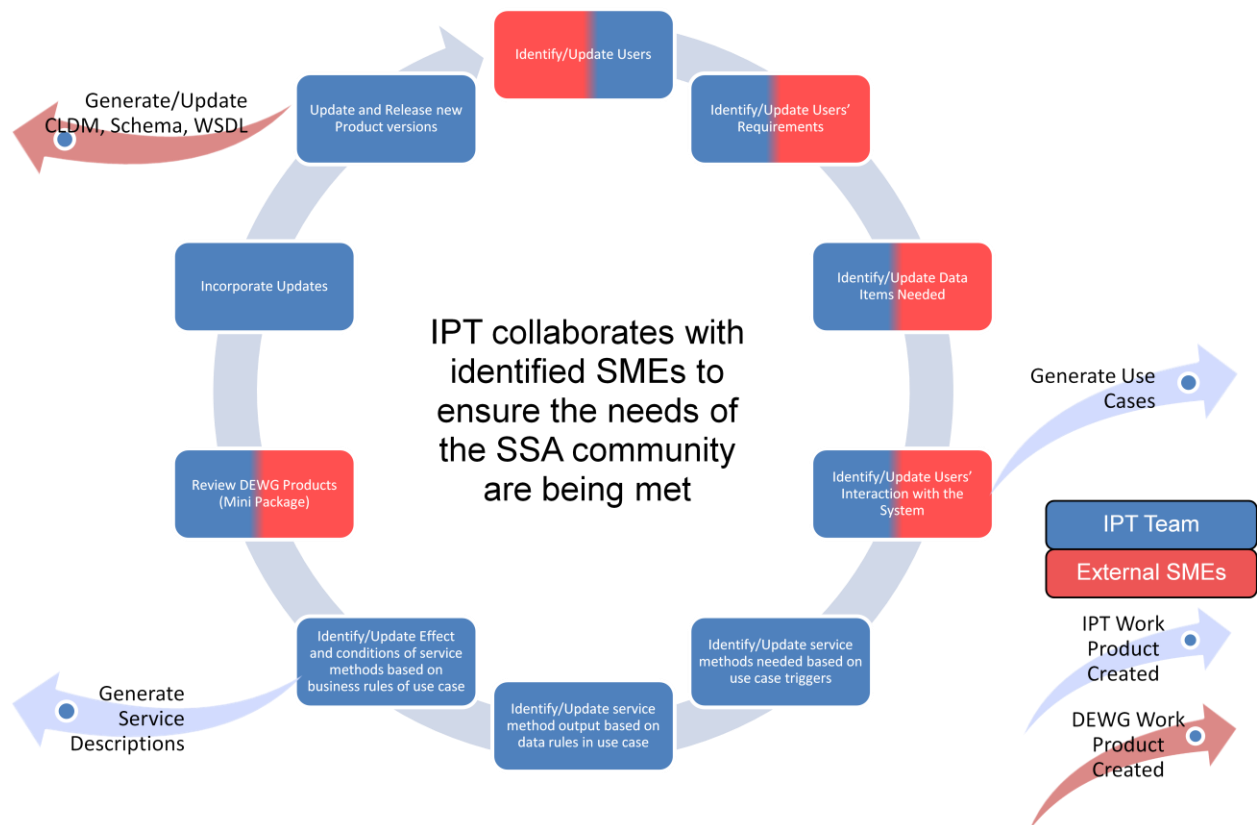 Identify/Update Users
Identify/Update Users’
Requirements
Identify/Update Data
Items Needed
Identify/Update Users’
Interaction with the
System
Generate Use
Cases
Identify/Update service
methods needed based on
use case triggers
Identify/Update service
method output based on
data rules in use case
Identify/Update Effect
and conditions of service
methods based on
business rules of use case
Generate
Service
Descriptions
Review DEWG Products
(Mini Package)
Incorporate Updates
Update and Release new
Product versions
Generate/Update
CLDM, Schema, WSDL
IPT collaborates with
identified SMEs to
ensure the needs of
the SSA community
are being met
IPT Team
External SMEs
IPT Work
Product
Created
DEWG Work
Product
Created